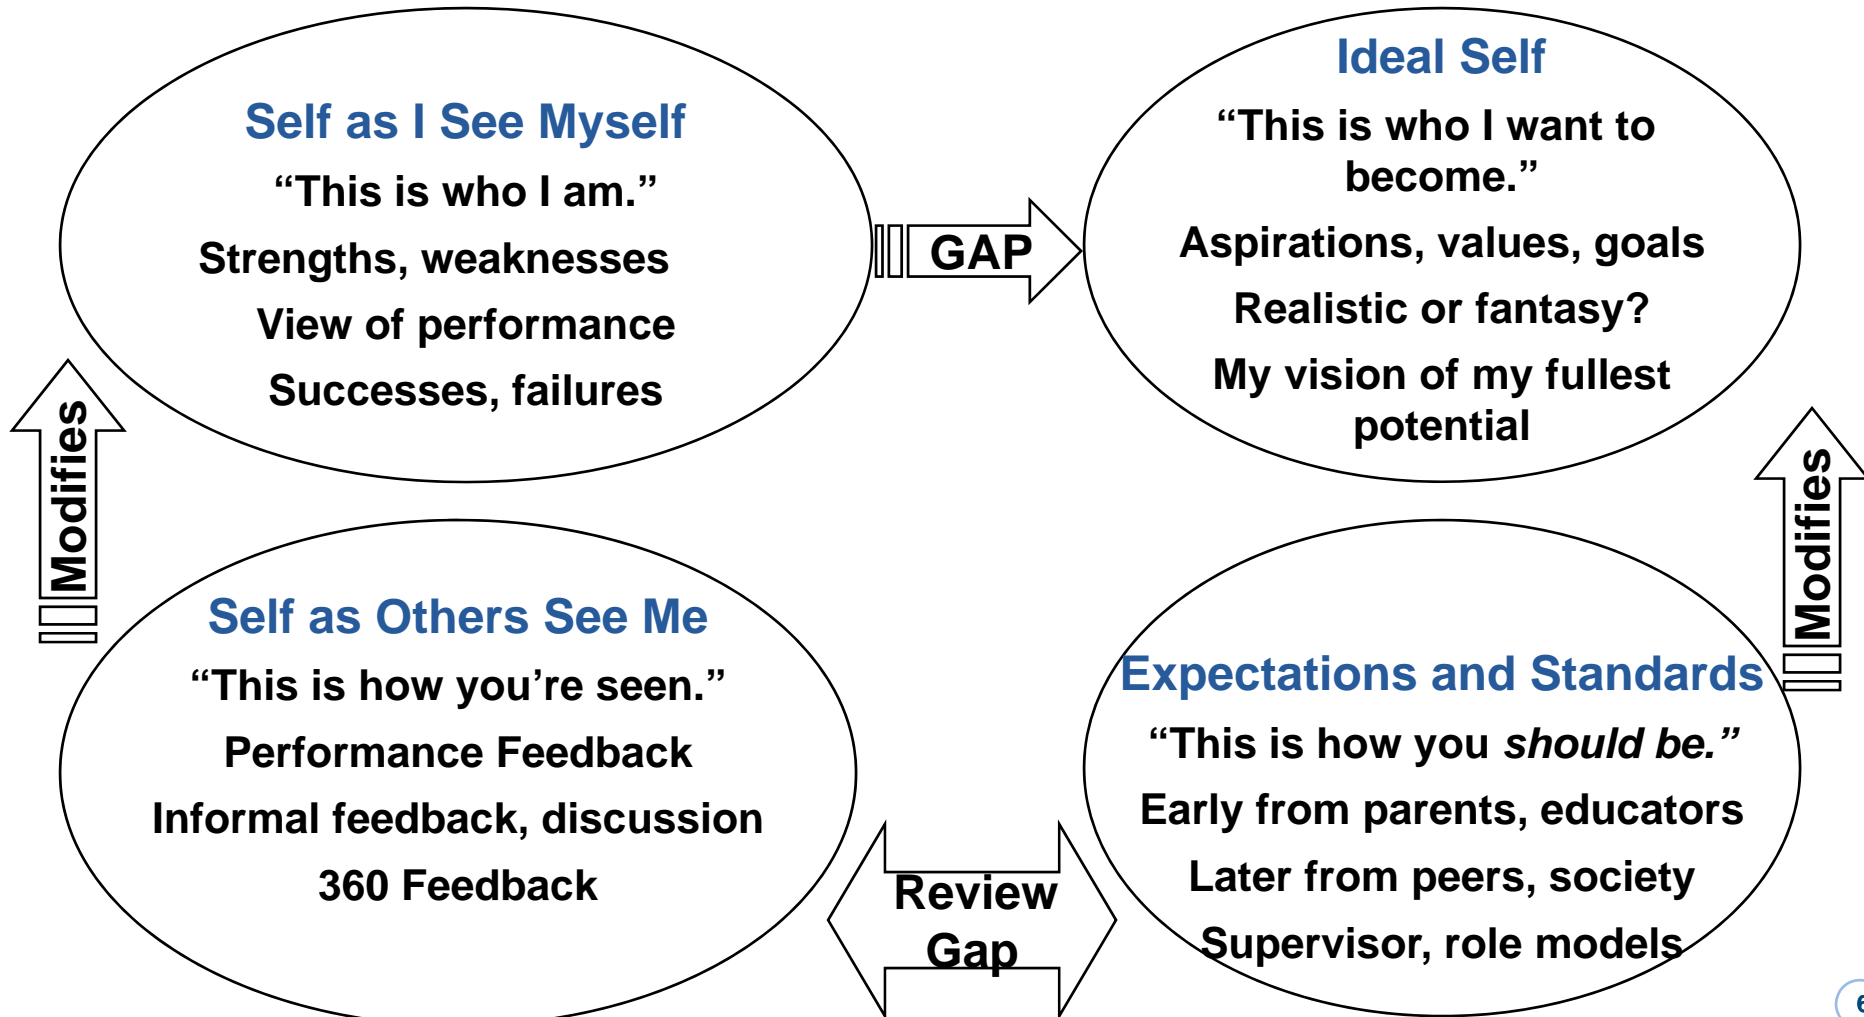 Self as I See Myself
“This is who I am.”
Strengths, weaknesses
View of performance
Successes, failures
GAP
Ideal Self
“This is who I want to
become.”
Aspirations, values, goals
Realistic or fantasy?
My vision of my fullest
potential
Modifies
Modifies
Self as Others See Me
“This is how you’re seen.”
Performance Feedback
Informal feedback, discussion
360 Feedback
Review
Gap
Expectations and Standards
“This is how you should be.”
Early from parents, educators
Later from peers, society
Supervisor, role models
6